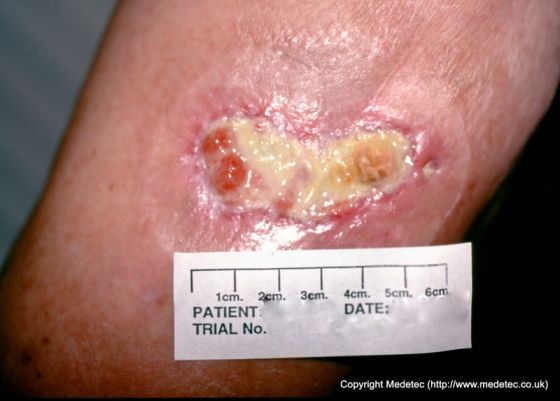 1cm. 2cm. 3cm. 4cm. 5cm. 6cm.
PATIENT: DATE:
TRIAL No.
Copyright Medetec (http://www.medetec.co.uk)